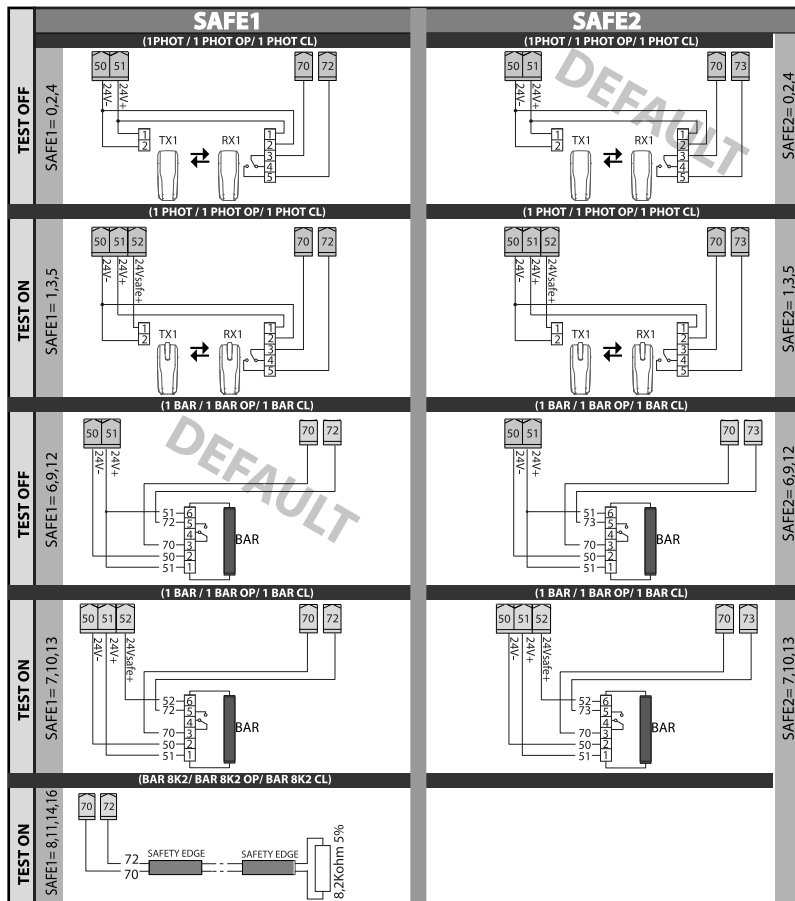 SAFE1
SAFE2
(1PHOT / 1 PHOT OP/ 1 PHOT CL)
(1PHOT / 1 PHOT OP/ 1 PHOT CL)
TEST OFF
SAFE1= 0,2,4
50 51
70 72
24V-
24V+
1
2
TX1
RX1
1
2
3
4
5
50 51
70 73
24V-
24V+
1
2
TX1
RX1
1
2
3
4
5
DEFAULT
SAFE2= 0,2,4
(1 PHOT / 1 PHOT OP/ 1 PHOT CL)
(1 PHOT / 1 PHOT OP/ 1 PHOT CL)
TEST ON
SAFE1= 1,3,5
50 51 52
70 72
24V-
24V+
24Vsafe+
1
2
TX1
RX1
1
2
3
4
5
50 51 52
70 73
24V-
24V+
24Vsafe+
1
2
TX1
RX1
1
2
3
4
5
SAFE2= 1,3,5
(1 BAR / 1 BAR OP/ 1 BAR CL)
(1 BAR / 1 BAR OP/ 1 BAR CL)
TEST OFF
SAFE1= 6,9,12
50 51
70 72
24V-
24V+
DEFAULT
51 6
72 5
4
70 3
50 2
51 1
BAR
50 51
70 73
24V-
24V+
51 6
73 5
4
70 3
50 2
51 1
BAR
SAFE2= 6,9,12
(1 BAR / 1 BAR OP/ 1 BAR CL)
(1 BAR / 1 BAR OP/ 1 BAR CL)
TEST ON
SAFE1= 7,10,13
50 51 52
70 72
24V-
24V+
24Vsafe+
52 6
72 5
4
70 3
50 2
51 1
BAR
50 51 52
70 73
24V-
24V+
24Vsafe+
52 6
73 5
4
70 3
50 2
51 1
BAR
SAFE2= 7,10,13
(BAR 8K2/ BAR 8K2 OP/ BAR 8K2 CL)
TEST ON
SAFE1= 8,11,14,16
70 72
72
70
SAFETY EDGE
SAFETY EDGE
8,2Kohm 5%